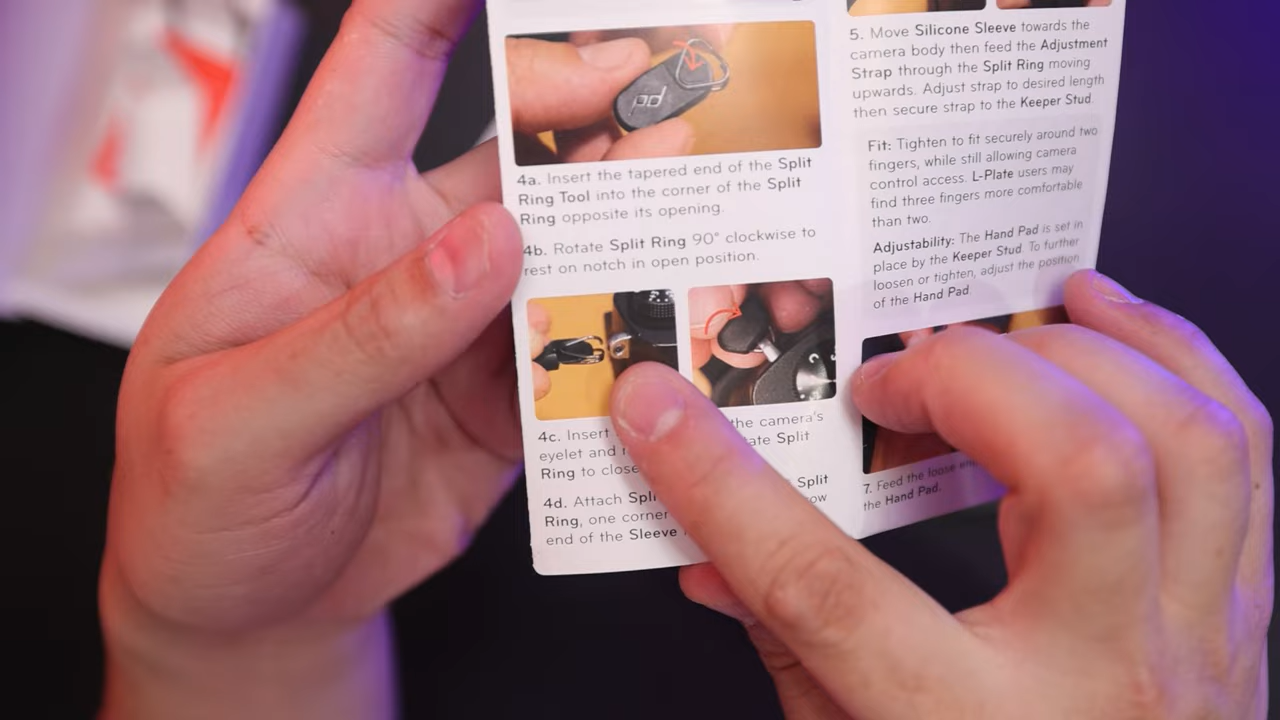 pd
4a. Insert the tapered end of the Split
Ring Tool into the corner of the Split
Ring opposite its opening.
4b. Rotate Split Ring 90° clockwise to
rest on notch in open position.
4c. Insert the camera's
eyelet and Split
Ring to close
4d. Attach Split
Ring, one corner
end of the Sleeve
5. Move Silicone Sleeve towards the
camera body then feed the Adjustment
Strap through the Split Ring moving
upwards. Adjust strap to desired length
then secure strap to the Keeper Stud.
Fit: Tighten to fit securely around two
fingers, while still allowing camera
control access. L-Plate users may
find three fingers more comfortable
than two.
Adjustability: The Hand Pad is set in
place by the Keeper Stud. To further
loosen or tighten, adjust the position
of the Hand Pad.
7. Feed the loose
the Hand Pad.